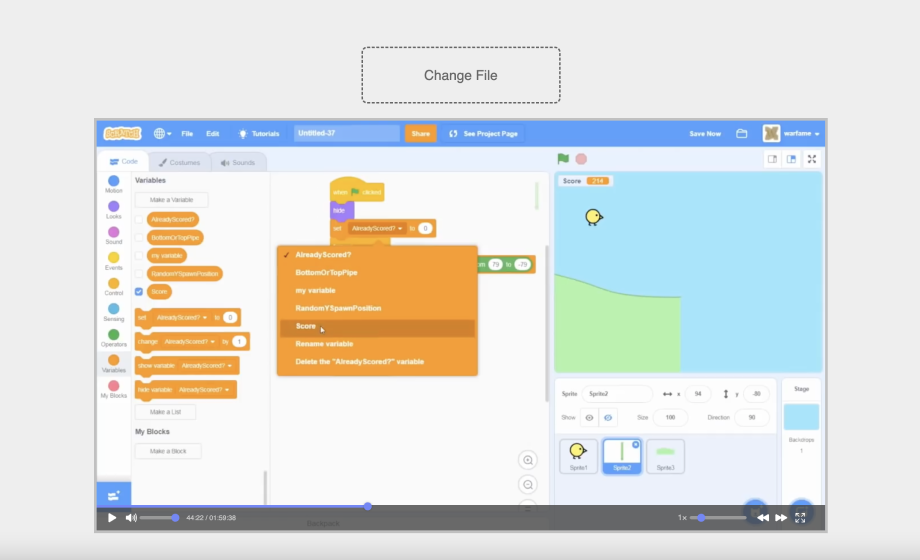 Change File
SCRATCH
File Edit Tutorials Untitled-37 Share See Project Page Save Now warfame
Code Costumes Sounds
Motion
Looks
Sound
Events
Control
Sensing
Operators
Variables
My Blocks
Variables
Make a Variable
AlreadyScored?
BottomOrTopPipe
my variable
RandomYSpawnPosition
Score
set AlreadyScored? to 0
change AlreadyScored? by 1
show variable AlreadyScored?
hide variable AlreadyScored?
Make a List
My Blocks
Make a Block
when clicked
hide
set AlreadyScored? to 0
79 to -79
✓ AlreadyScored?
BottomOrTopPipe
my variable
RandomYSpawnPosition
Score
Rename variable
Delete the "AlreadyScored?" variable
Backpack
Score 214
Sprite Sprite2 x 94 y -80
Show Size 100 Direction 90
Sprite1 Sprite2 Sprite3
Stage
Backdrops
1
44:22 / 01:59:38 1x